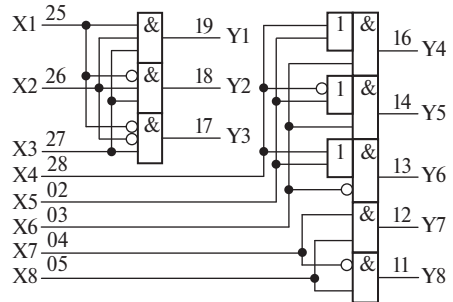 X1 25 & 19 Y1
X2 26 & 18 Y2
X3 27 & 17 Y3
X4 28
X5 02
X6 03
X7 04
X8 05
1 & 16 Y4
1 & 14 Y5
1 & 13 Y6
& 12 Y7
& 11 Y8